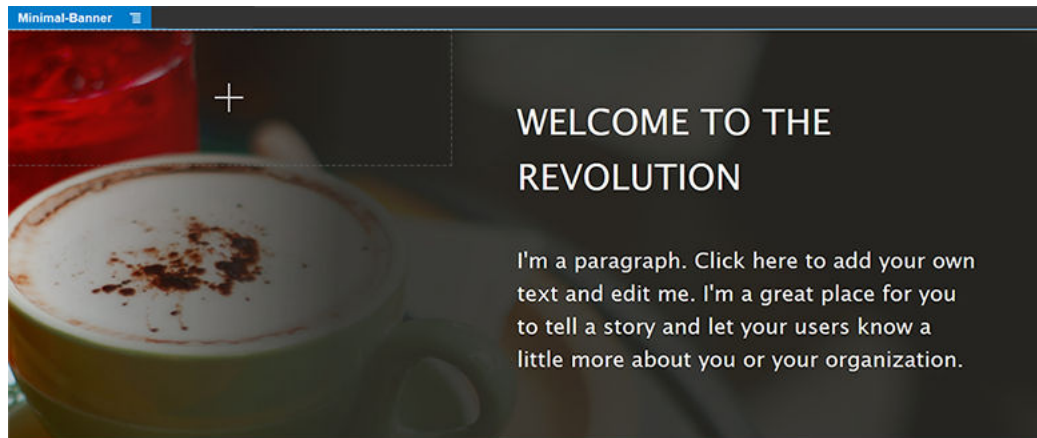 Minimal-Banner
WELCOME TO THE
REVOLUTION
I'm a paragraph. Click here to add your own
text and edit me. I'm a great place for you
to tell a story and let your users know a
little more about you or your organization.